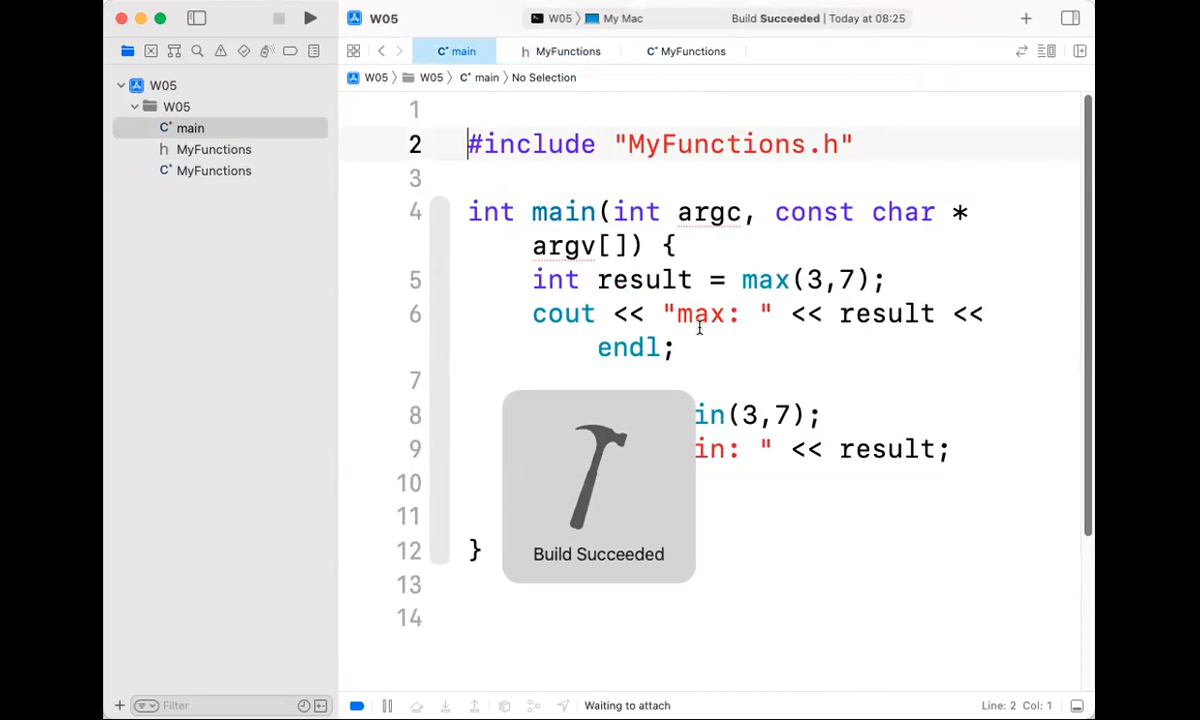 W05
W05 My Mac
Build Succeeded | Today at 08:25
main
MyFunctions
MyFunctions
W05 W05 main No Selection
W05
W05
main
MyFunctions
MyFunctions
1
2 #include "MyFunctions.h"
3
4 int main(int argc, const char *
argv[]) {
5 int result = max(3,7);
6 cout << "max: " << result <<
endl;
7
8 in(3,7);
9 in: " << result;
10
11
12 }
13
14
Build Succeeded
Filter
Waiting to attach
Line: 2 Col: 1